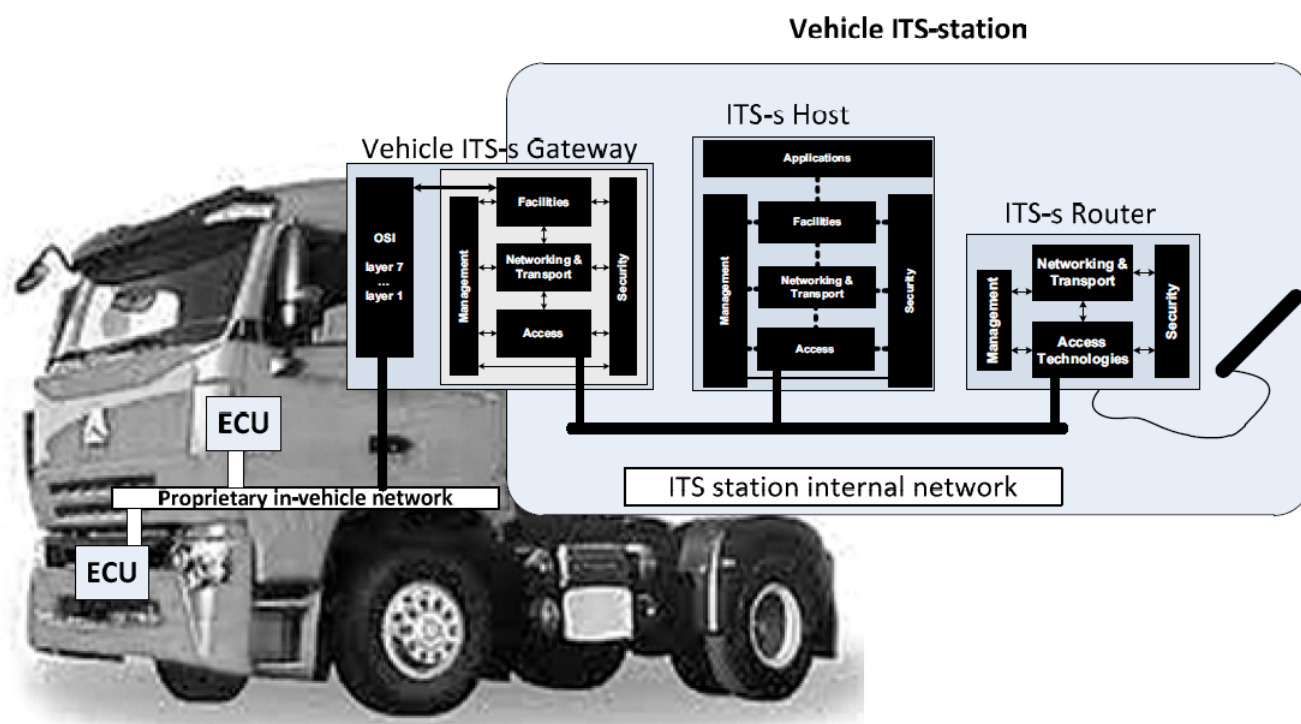 Vehicle ITS-station
ITS-s Host
Vehicle ITS-s Gateway
ITS-s Router
OSI
layer 7
...
layer 1
Management
Facilities
Networking &
Transport
Access
Security
Applications
Management
Facilities
Networking &
Transport
Access
Security
Management
Networking &
Transport
Access
Technologies
Security
ECU
Proprietary in-vehicle network
ECU
ITS station internal network